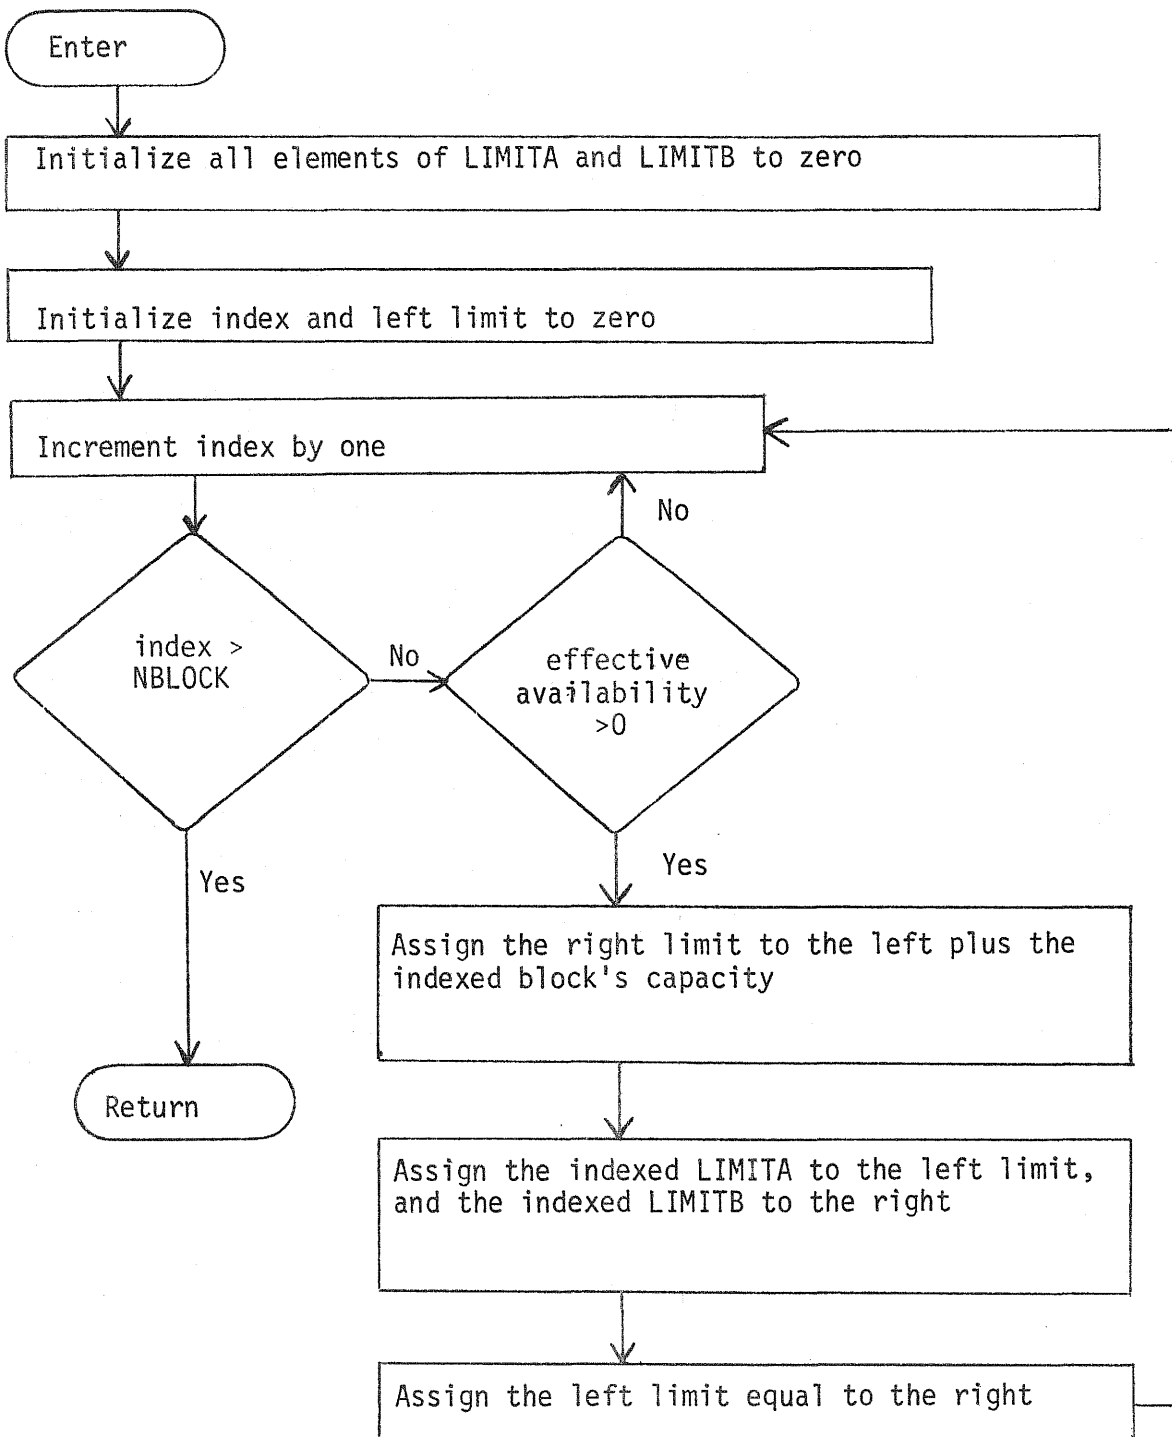 Enter
Initialize all elements of LIMITA and LIMITB to zero
Initialize index and left limit to zero
Increment index by one
No
index >
NBLOCK
No
effective
availability
>0
Yes
Yes
Assign the right limit to the left plus the
indexed block's capacity
Return
Assign the indexed LIMITA to the left limit,
and the indexed LIMITB to the right
Assign the left limit equal to the right